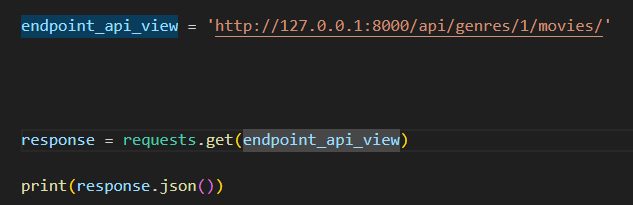 endpoint_api_view = 'http://127.0.0.1:8000/api/genres/1/movies/'
response = requests.get(endpoint_api_view)
print(response.json())